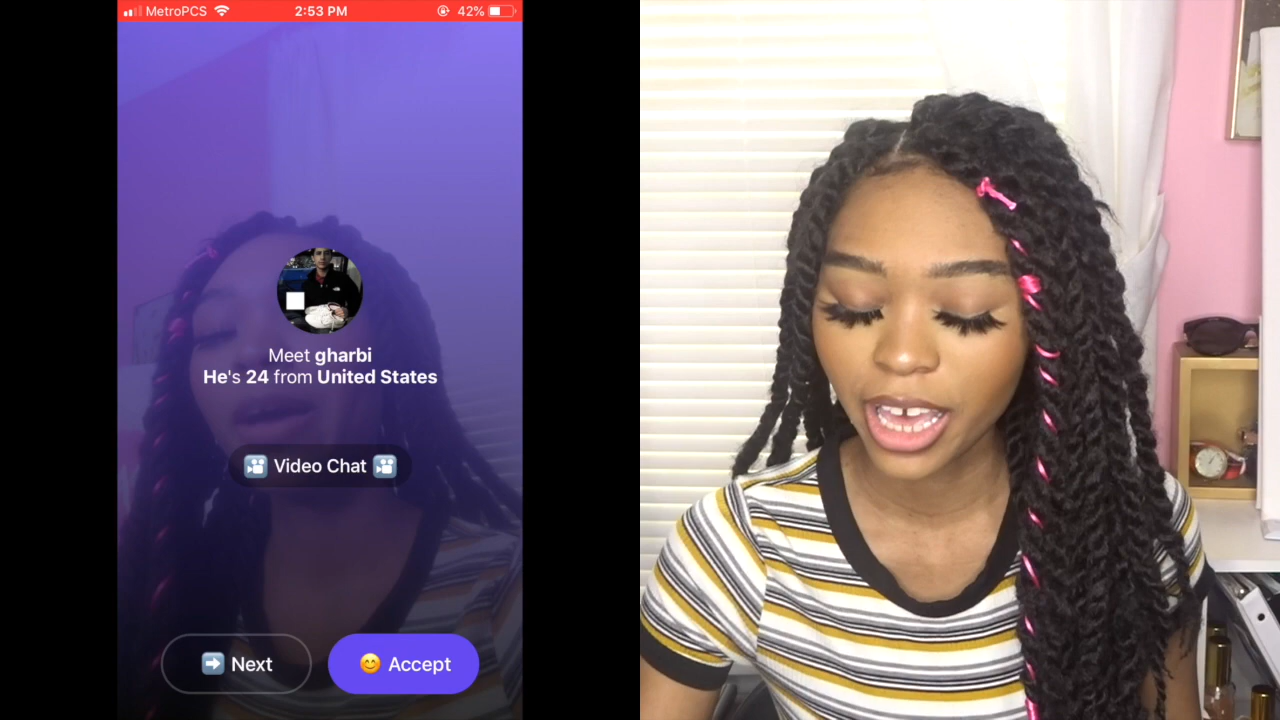 MetroPCS 2:53 PM 42%
Meet gharbi
He's 24 from United States
Video Chat
Next
Accept